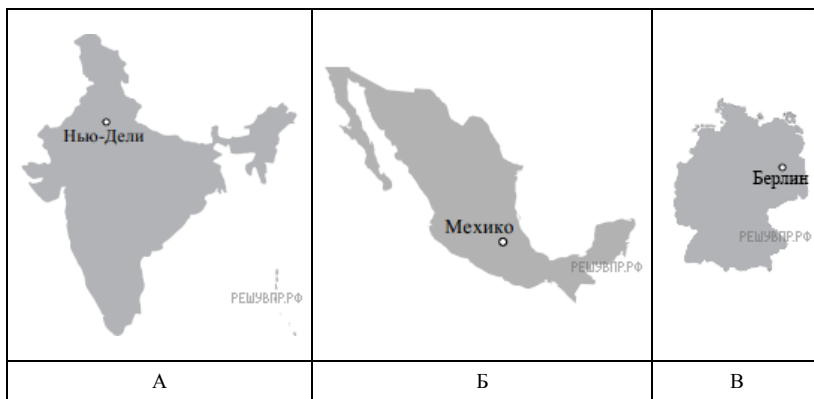 Нью-Дели
РЕШУВПР.РФ
Мехико
РЕШУВПР.РФ
Берлин
РЕШУВПР.РФ
А
Б
В